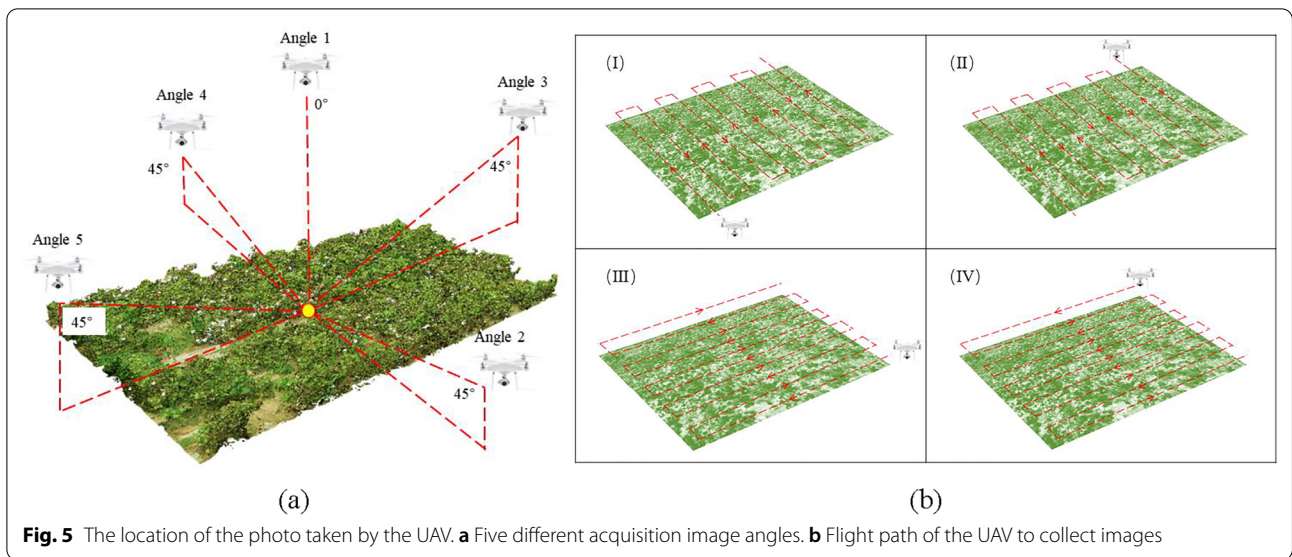 Angle 1
Angle 4
Angle 3
0°
45°
45°
Angle 5
45°
Angle 2
45°
(a)
(I)
(II)
(III)
(IV)
(b)
Fig. 5 The location of the photo taken by the UAV. a Five different acquisition image angles. b Flight path of the UAV to collect images